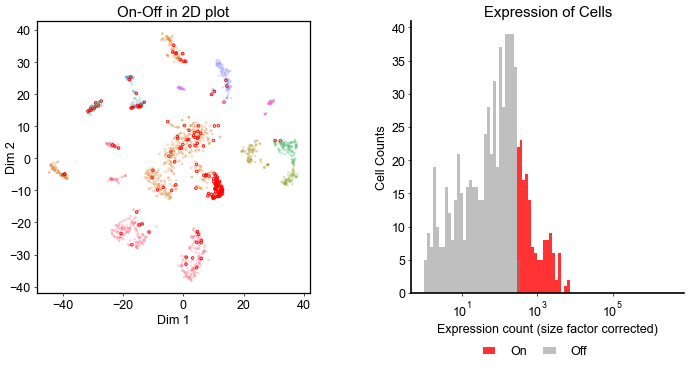 On-Off in 2D plot
40
30
20
10
0
−10
−20
−30
−40
Dim 2
−40 −20 0 20 40
Dim 1
Expression of Cells
40
35
30
25
20
15
10
5
0
Cell Counts
10^1 10^3 10^5
Expression count (size factor corrected)
On Off